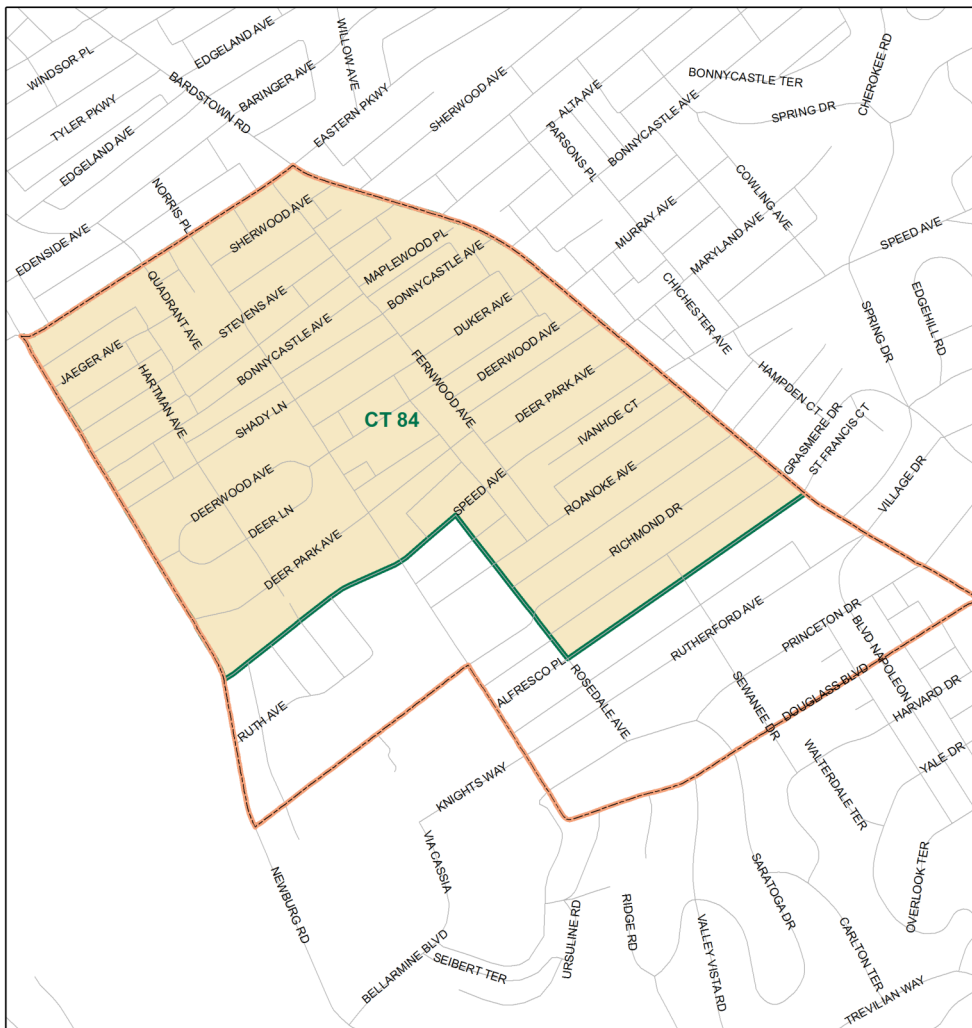 EDGELAND AVE
WINDSOR PL
WILLOW AVE
CHEROKEE RD
BARDSTOWN RD
BARINGER AVE
BONNYCASTLE TER
TYLER PKWY
EASTERN PKWY
SHERWOOD AVE
ALTA AVE
SPRING DR
EDGELAND AVE
PARSONS PL
BONNYCASTLE AVE
NORRIS PL
SHERWOOD AVE
COWLING AVE
MURRAY AVE
EDENSIDE AVE
MAPLEWOOD PL
MARYLAND AVE
SPEED AVE
BONNYCASTLE AVE
QUADRANT AVE
STEVENS AVE
DUKER AVE
CHICHESTER AVE
EDGEHILL RD
SPRING DR
BONNYCASTLE AVE
JAEGER AVE
DEERWOOD AVE
FERNWOOD AVE
HARTMAN AVE
DEER PARK AVE
HAMPDEN CT
SHADY LN
CT 84
IVANHOE CT
GRASMERE DR
ST FRANCIS CT
DEERWOOD AVE
SPEED AVE
ROANOKE AVE
VILLAGE DR
DEER LN
RICHMOND DR
DEER PARK AVE
RUTHERFORD AVE
PRINCETON DR
BLVD NAPOLEON
ALFRESCO PL
ROSEDALE AVE
SEWANEE DR
DOUGLASS BLVD
HARVARD DR
RUTH AVE
YALE DR
WALTERDALE TER
KNIGHTS WAY
VIA CASSIA
SARATOGA DR
OVERLOOK TER
NEWBURG RD
URSULINE RD
RIDGE RD
VALLEY VISTA RD
CARLTON TER
BELLARMINE BLVD
SEIBERT TER
TREVILIAN WAY